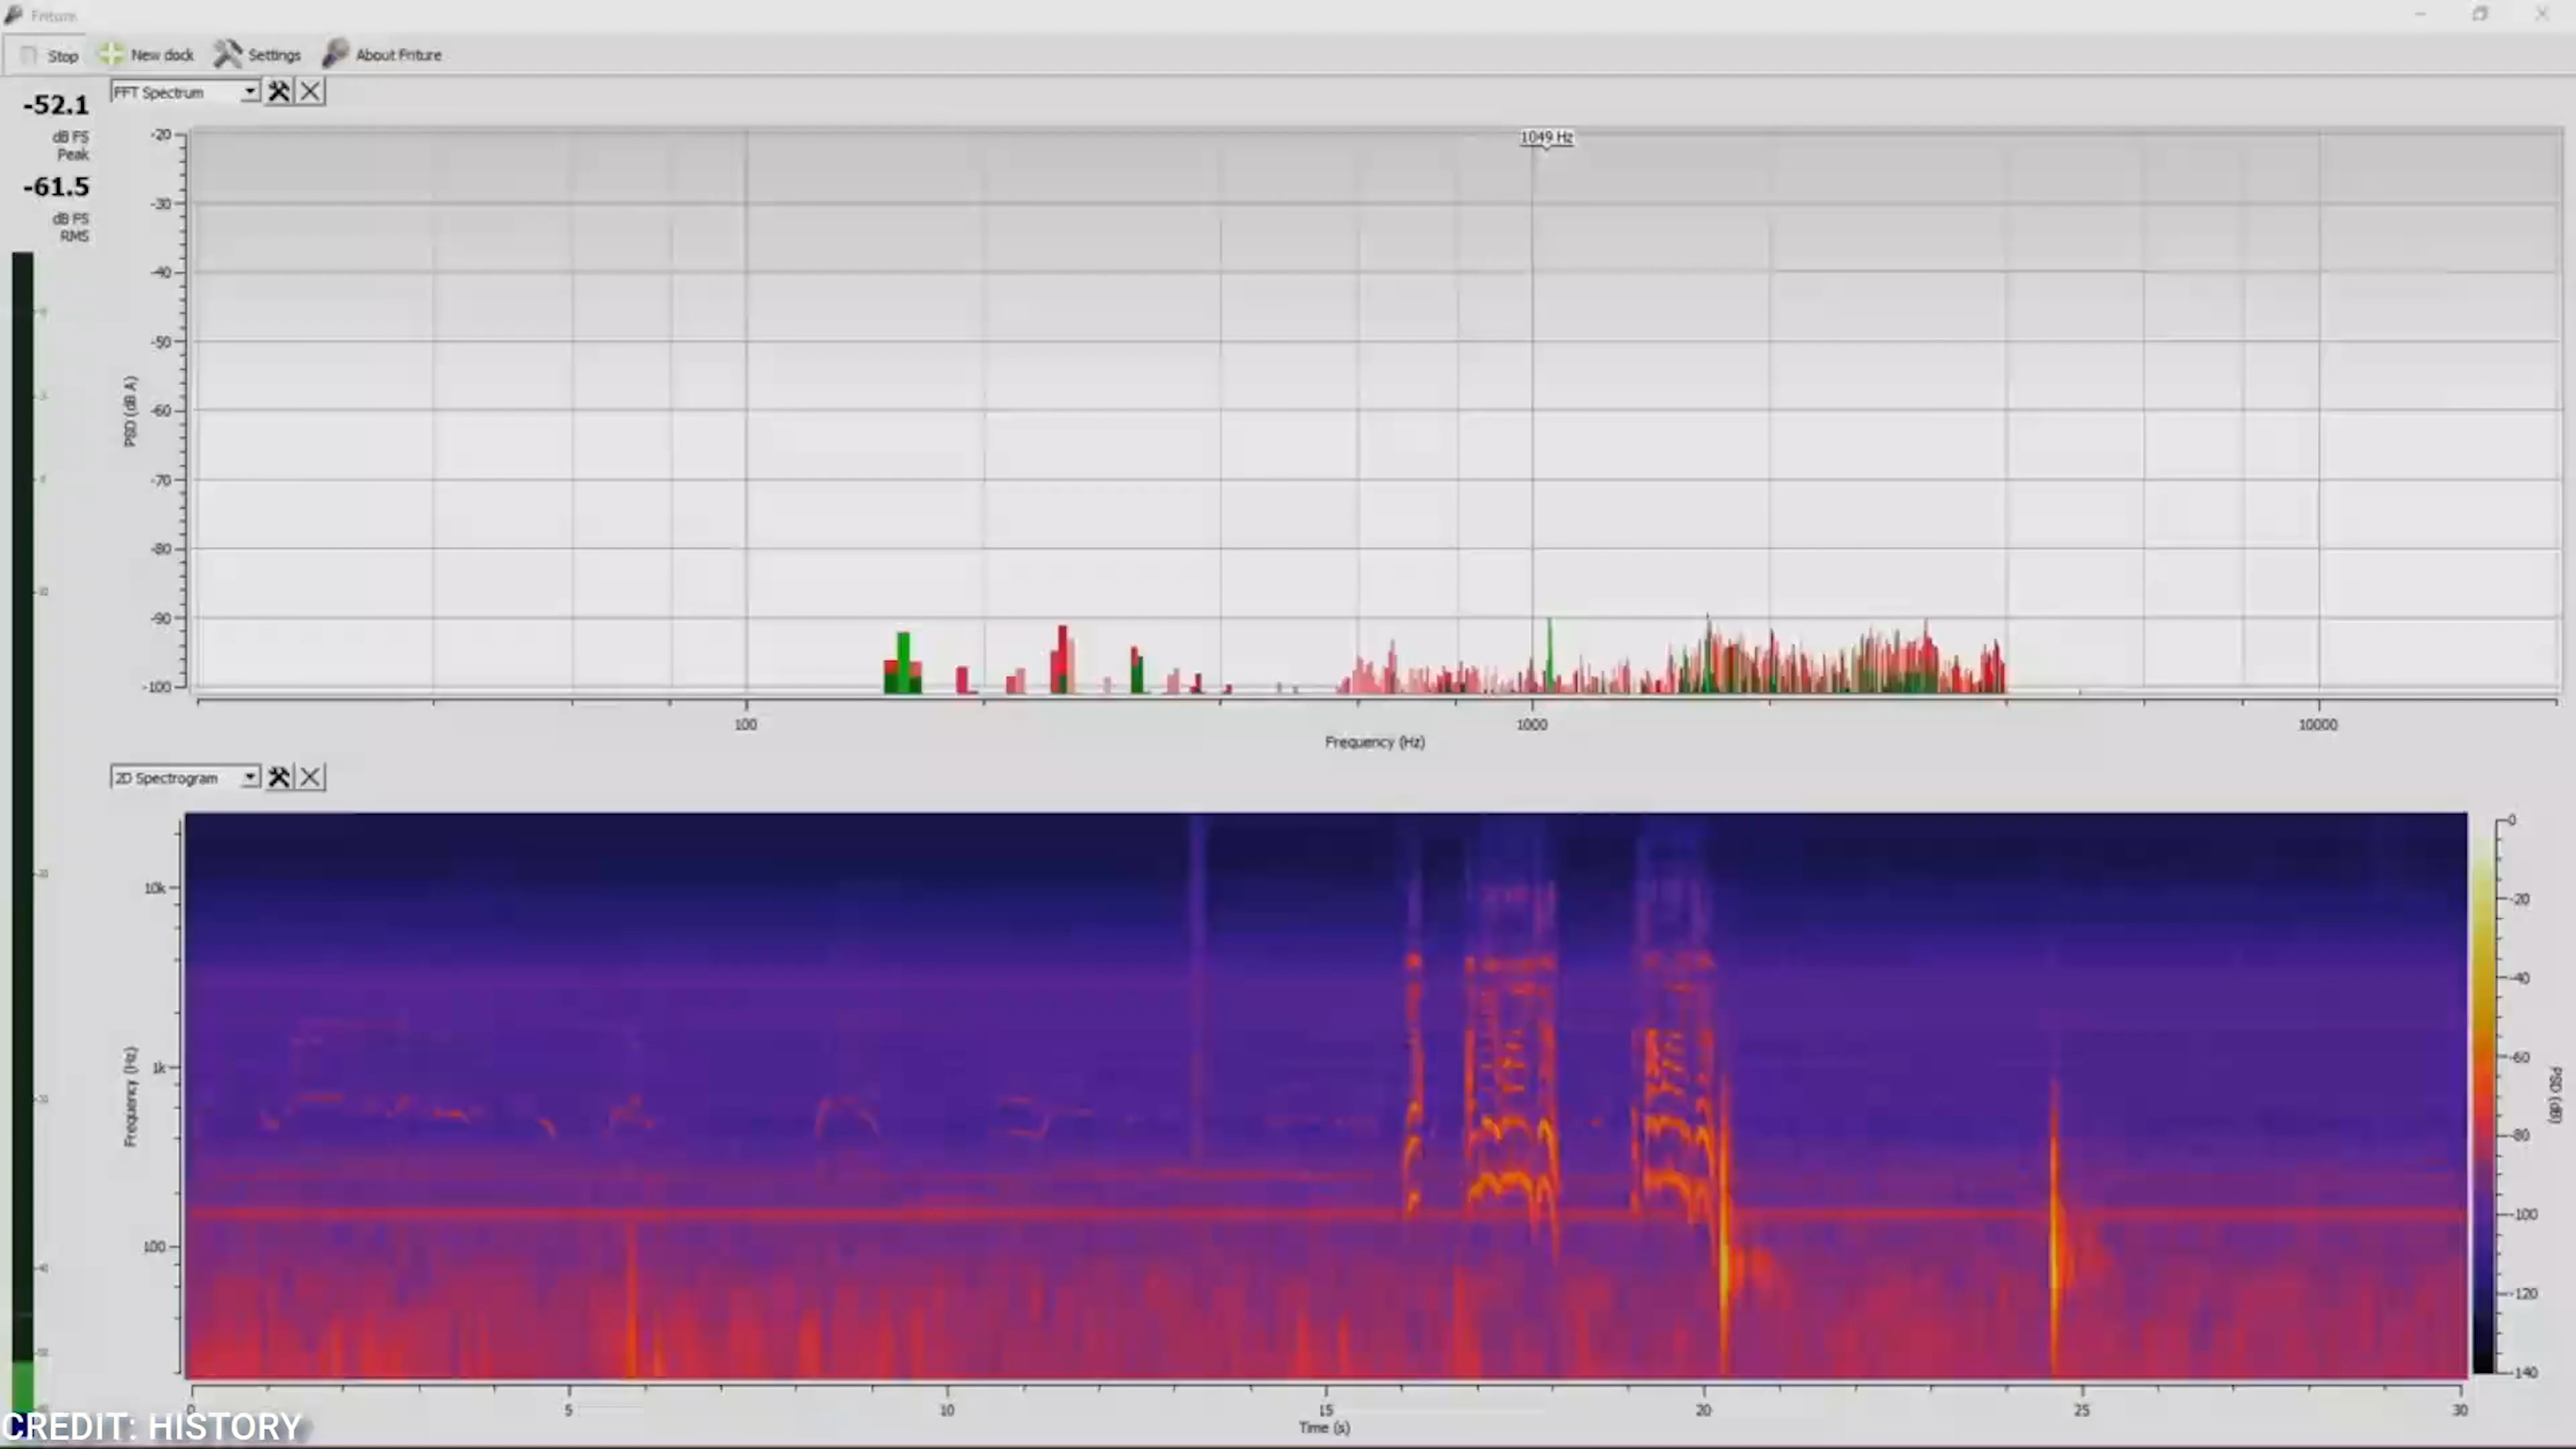 Friture
Stop New dock Settings About Friture
FFT Spectrum
-52.1
dB FS
Peak
-61.5
dB FS
RMS
1049 Hz
-20
-30
-40
-50
-60
-70
-80
-90
-100
PSD (dB A)
100 1000 10000
Frequency (Hz)
2D Spectrogram
10k
1k
100
Frequency (Hz)
0
-20
-40
-60
-80
-100
-120
-140
PSD (dB)
0 5 10 15 20 25 30
Time (s)
CREDIT: HISTORY